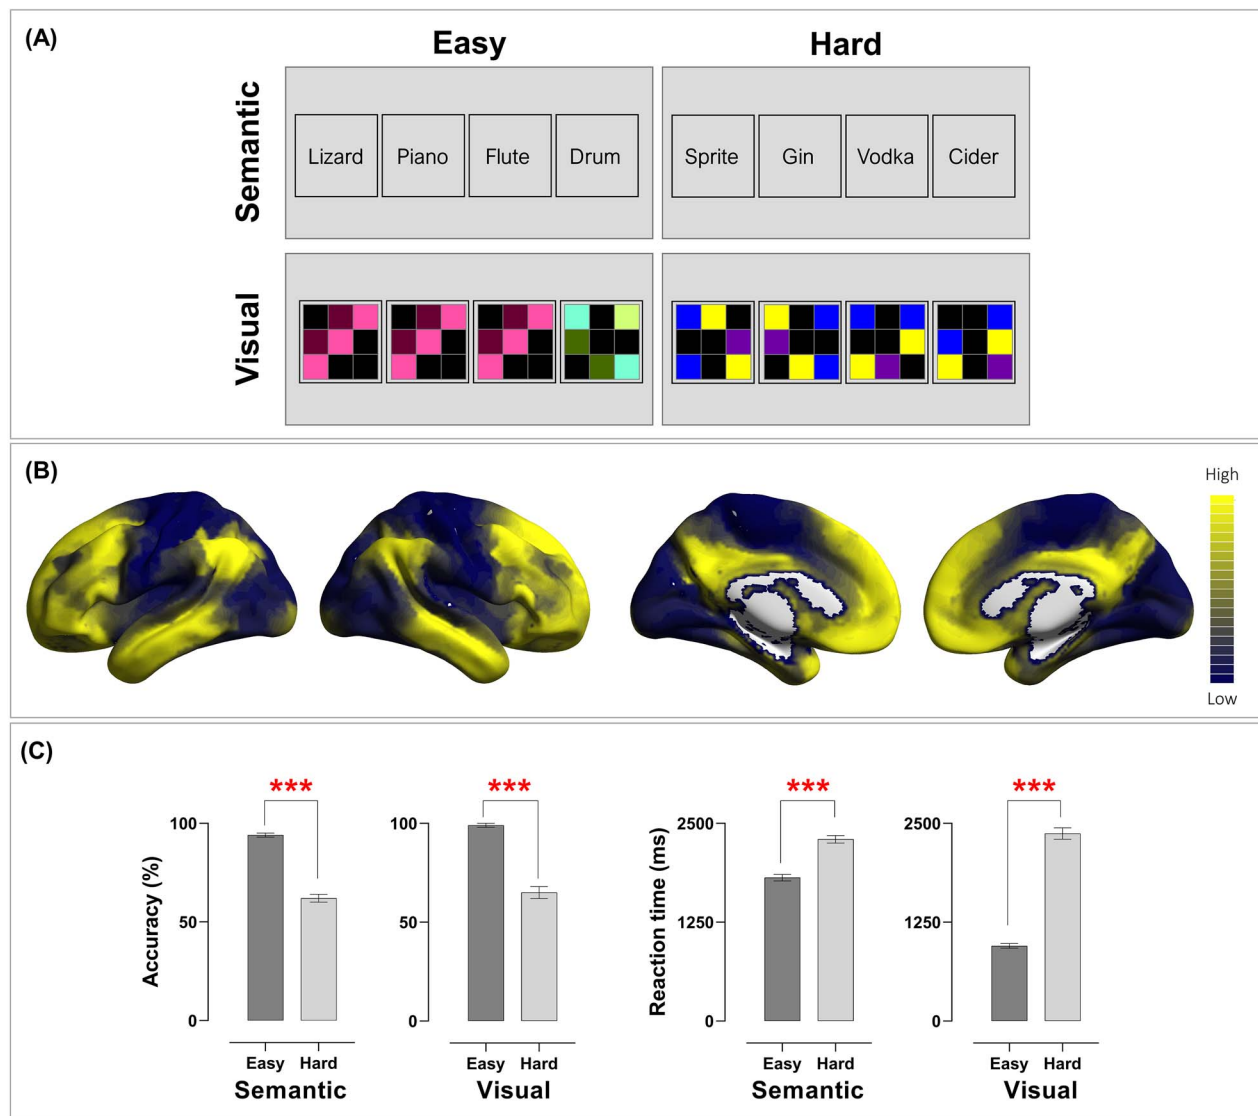 (A)
Easy
Hard
Semantic
Lizard
Piano
Flute
Drum
Sprite
Gin
Vodka
Cider
Visual
(B)
High
Low
(C)
***
***
***
***
Accuracy (%)
100
50
0
Easy
Hard
Semantic
100
50
0
Easy
Hard
Visual
Reaction time (ms)
2500
1250
0
Easy
Hard
Semantic
2500
1250
0
Easy
Hard
Visual